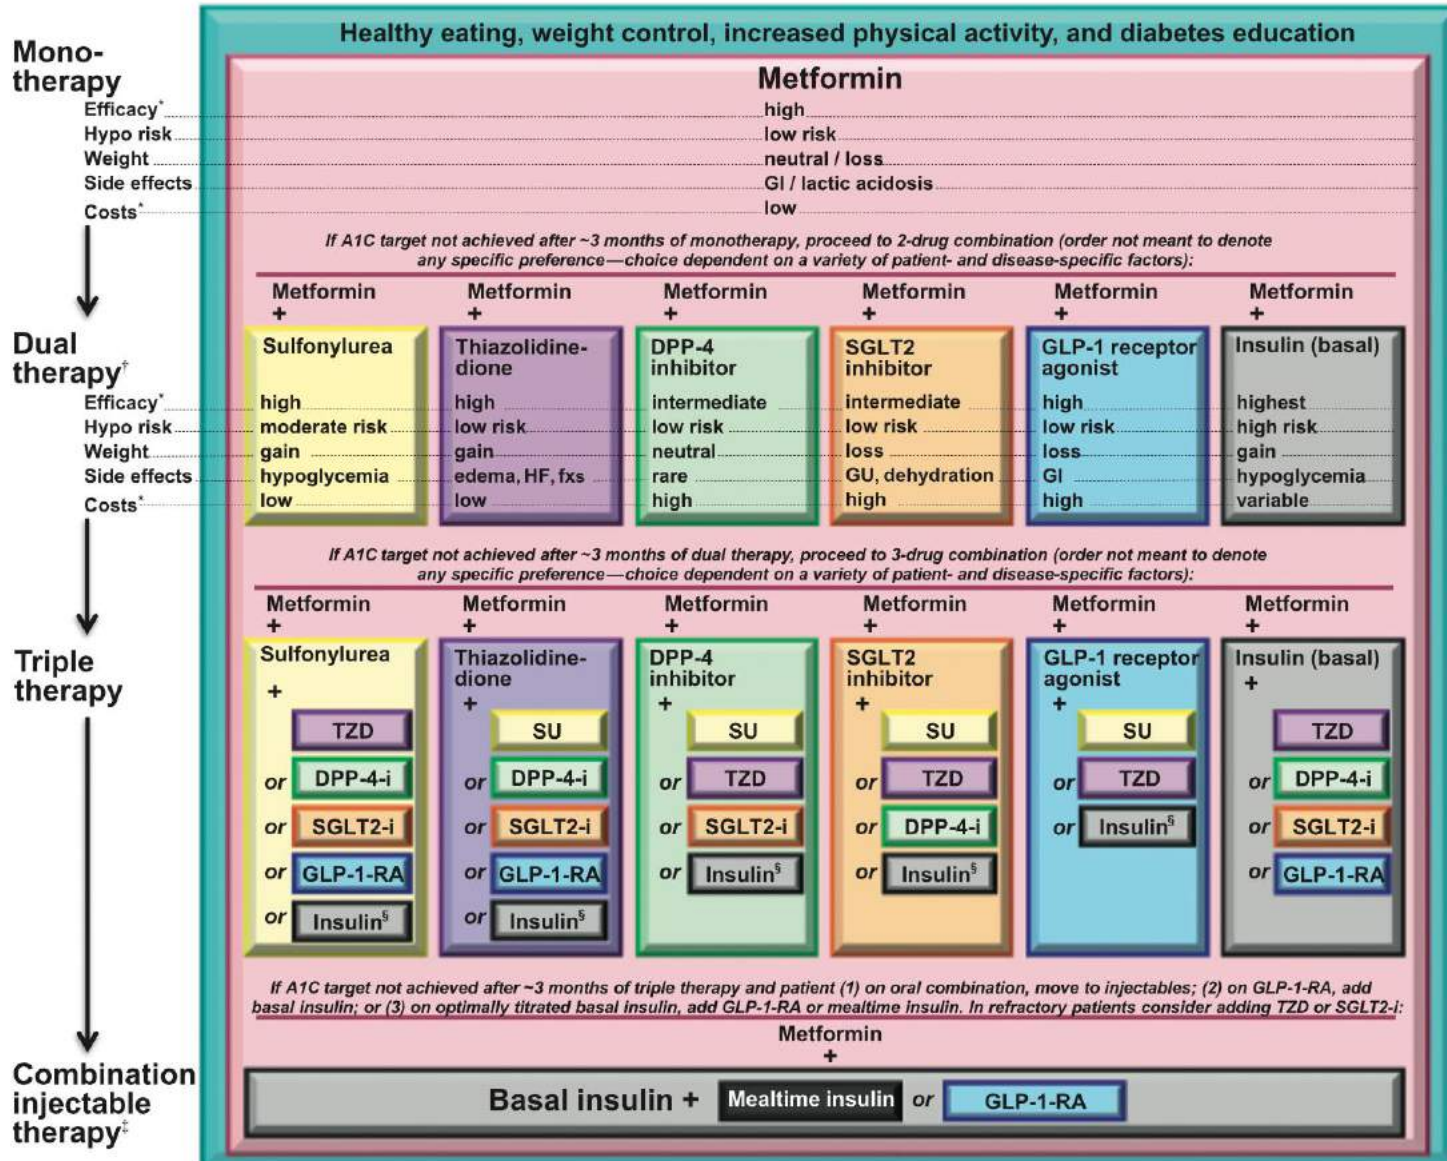 Healthy eating, weight control, increased physical activity, and diabetes education
Mono-
therapy
Metformin
Efficacy* high
Hypo risk low risk
Weight neutral / loss
Side effects GI / lactic acidosis
Costs* low
If A1C target not achieved after ~3 months of monotherapy, proceed to 2-drug combination (order not meant to denote
any specific preference—choice dependent on a variety of patient- and disease-specific factors):
Metformin Metformin Metformin Metformin Metformin Metformin
+ + + + + +
Dual
therapy†
Sulfonylurea Thiazolidine- DPP-4 SGLT2 GLP-1 receptor Insulin (basal)
dione inhibitor inhibitor agonist
Efficacy* high high intermediate intermediate high highest
Hypo risk moderate risk low risk low risk low risk low risk high risk
Weight gain gain neutral loss loss gain
Side effects hypoglycemia edema, HF, fxs rare GU, dehydration GI hypoglycemia
Costs* low low high high high variable
If A1C target not achieved after ~3 months of dual therapy, proceed to 3-drug combination (order not meant to denote
any specific preference—choice dependent on a variety of patient- and disease-specific factors):
Metformin Metformin Metformin Metformin Metformin Metformin
+ + + + + +
Triple
therapy
Sulfonylurea Thiazolidine- DPP-4 SGLT2 GLP-1 receptor Insulin (basal)
dione inhibitor inhibitor agonist
+ + + + + +
TZD SU SU SU SU TZD
or DPP-4-i or DPP-4-i or TZD or TZD or TZD or DPP-4-i
or SGLT2-i or SGLT2-i or SGLT2-i or DPP-4-i or Insulin§ or SGLT2-i
or GLP-1-RA or GLP-1-RA or Insulin§ or Insulin§ or GLP-1-RA
or Insulin§ or Insulin§
If A1C target not achieved after ~3 months of triple therapy and patient (1) on oral combination, move to injectables; (2) on GLP-1-RA, add
basal insulin; or (3) on optimally titrated basal insulin, add GLP-1-RA or mealtime insulin. In refractory patients consider adding TZD or SGLT2-i:
Metformin
+
Combination
injectable
therapy‡
Basal insulin + Mealtime insulin or GLP-1-RA